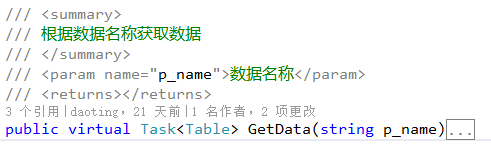 /// <summary>
/// 根据数据名称获取数据
/// </summary>
/// <param name="p_name">数据名称</param>
/// <returns></returns>
3 个引用|daoting，21 天前|1 名作者，2 项更改
public virtual Task<Table> GetData(string p_name)...